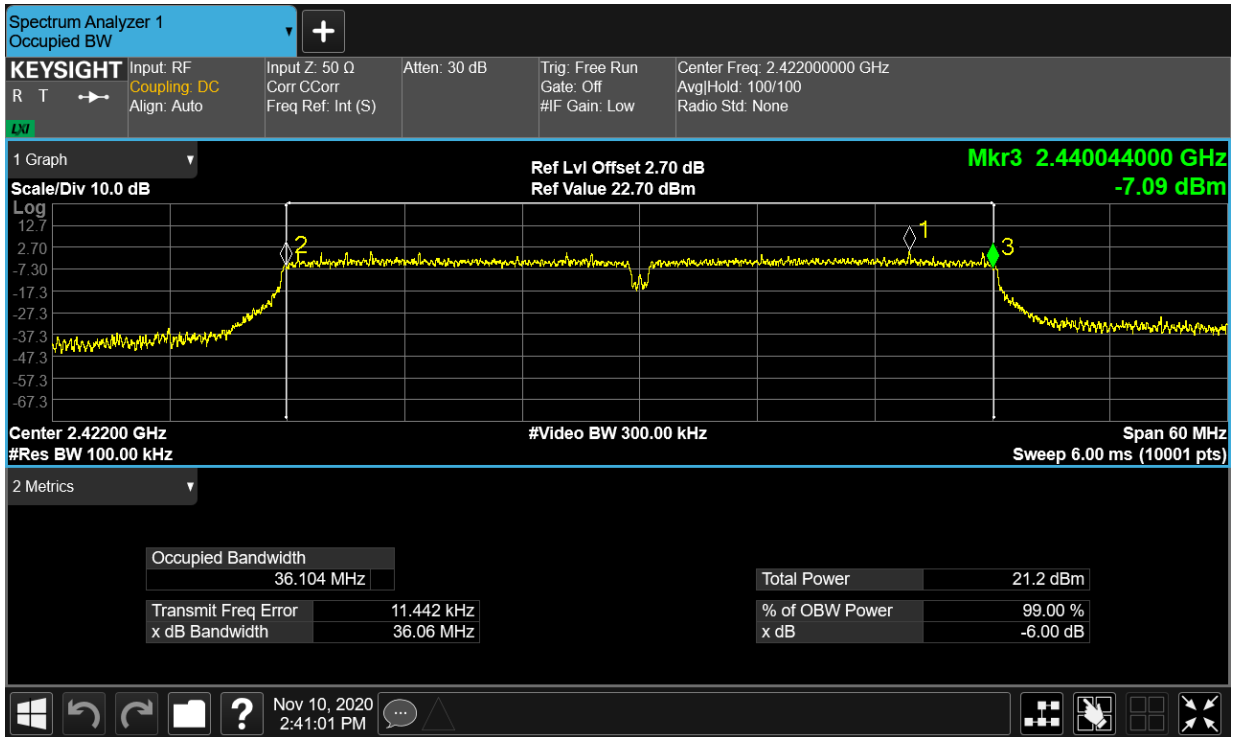 Spectrum Analyzer 1
Occupied BW
KEYSIGHT
R T
LXI
Input: RF
Coupling: DC
Align: Auto
Input Z: 50 Ω
Corr CCorr
Freq Ref: Int (S)
Atten: 30 dB
Trig: Free Run
Gate: Off
#IF Gain: Low
Center Freq: 2.422000000 GHz
Avg|Hold: 100/100
Radio Std: None
1 Graph
Scale/Div 10.0 dB
Ref Lvl Offset 2.70 dB
Ref Value 22.70 dBm
Mkr3 2.440044000 GHz
-7.09 dBm
Log
12.7
2.70
-7.30
-17.3
-27.3
-37.3
-47.3
-57.3
-67.3
2
1
3
Center 2.42200 GHz
#Res BW 100.00 kHz
#Video BW 300.00 kHz
Span 60 MHz
Sweep 6.00 ms (10001 pts)
2 Metrics
Occupied Bandwidth
36.104 MHz
Transmit Freq Error 11.442 kHz
x dB Bandwidth 36.06 MHz
Total Power 21.2 dBm
% of OBW Power 99.00 %
x dB -6.00 dB
?
Nov 10, 2020
2:41:01 PM